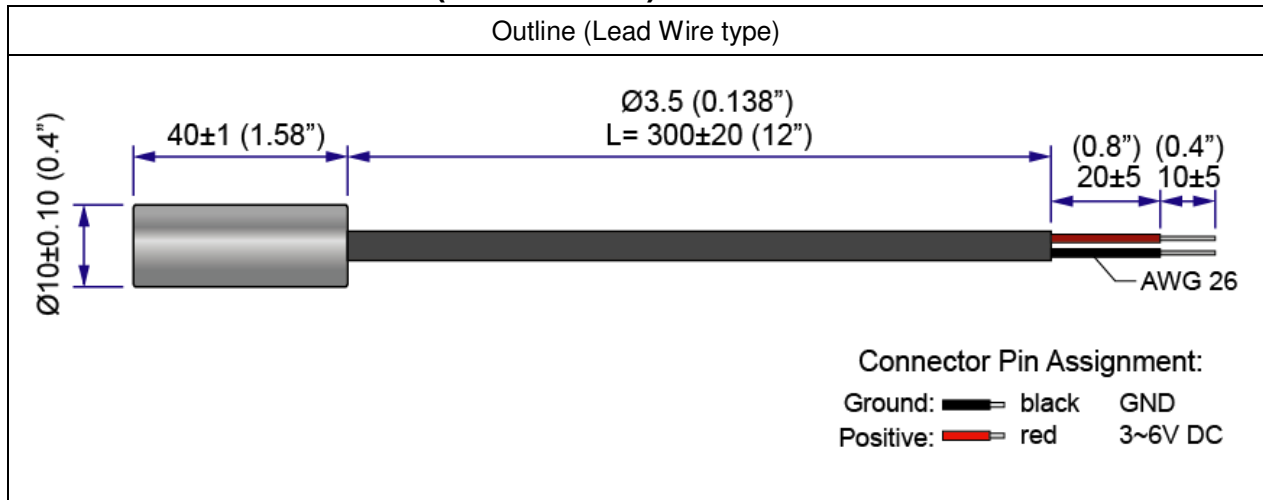 Outline (Lead Wire type)
Ø3.5 (0.138”)
40±1 (1.58”)
L= 300±20 (12”)
(0.8”) (0.4”)
20±5 10±5
Ø10±0.10 (0.4”)
AWG 26
Connector Pin Assignment:
Ground: black GND
Positive: red 3~6V DC